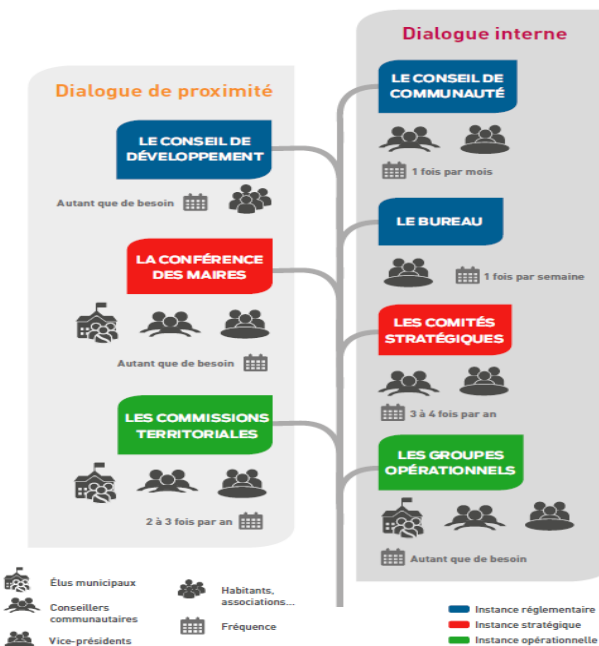 Dialogue de proximité
LE CONSEIL DE
DÉVELOPPEMENT
Autant que de besoin
LA CONFÉRENCE
DES MAIRES
Autant que de besoin
LES COMMISSIONS
TERRITORIALES
2 à 3 fois par an
Dialogue interne
LE CONSEIL DE
COMMUNAUTÉ
1 fois par mois
LE BUREAU
1 fois par semaine
LES COMITÉS
STRATÉGIQUES
3 à 4 fois par an
LES GROUPES
OPÉRATIONNELS
Autant que de besoin
Élus municipaux
Conseillers
communautaires
Vice-présidents
Habitants,
associations...
Fréquence
Instance réglementaire
Instance stratégique
Instance opérationnelle